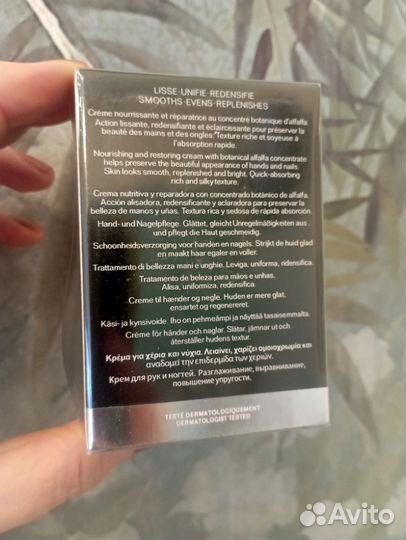 LISSE·UNIFIE·REDENSIFIE
SMOOTHS·EVENS·REPLENISHES
Crème nourrissante et réparatrice au concentré botanique d'alfalfa.
Action lissante, redensifiante et éclaircissante pour préserver la
beauté des mains et des ongles. Texture riche et soyeuse à
l'absorption rapide.
Nourishing and restoring cream with botanical alfalfa concentrate
helps preserve the beautiful appearance of hands and nails.
Skin looks smooth, replenished and bright. Quick-absorbing
rich and silky texture.
Crema nutritiva y reparadora con concentrado botánico de alfalfa.
Acción alisadora, redensificante y aclaradora para preservar la
belleza de manos y uñas. Textura rica y sedosa de rápida absorción.
Hand- und Nagelpflege. Glättet, gleicht Unregelmäßigkeiten aus
und pflegt die Haut geschmeidig.
Schoonheidsverzorging voor handen en nagels. Strijkt de huid glad
en maakt haar egaler en voller.
Trattamento di bellezza mani e unghie. Leviga, uniforma, ridensifica.
Tratamento de beleza para mãos e unhas.
Alisa, uniformiza, redensifica.
Creme til hænder og negle. Huden er mere glat,
ensartet og regenereret.
Käsi- ja kynsivoide. Iho on pehmeämpi ja näyttää tasaisemmalta.
Crème för händer och naglar. Slätar, jämnar ut och
återställer hudens textur.
Κρέμα για χέρια και νύχια. Λειαίνει, χαρίζει ομοιοχρωμία και
αναδομεί την επιδερμίδα των χεριών.
Крем для рук и ногтей. Разглаживание, выравнивание,
повышение упругости.
TESTÉ DERMATOLOGIQUEMENT
DERMATOLOGIST TESTED
Avito